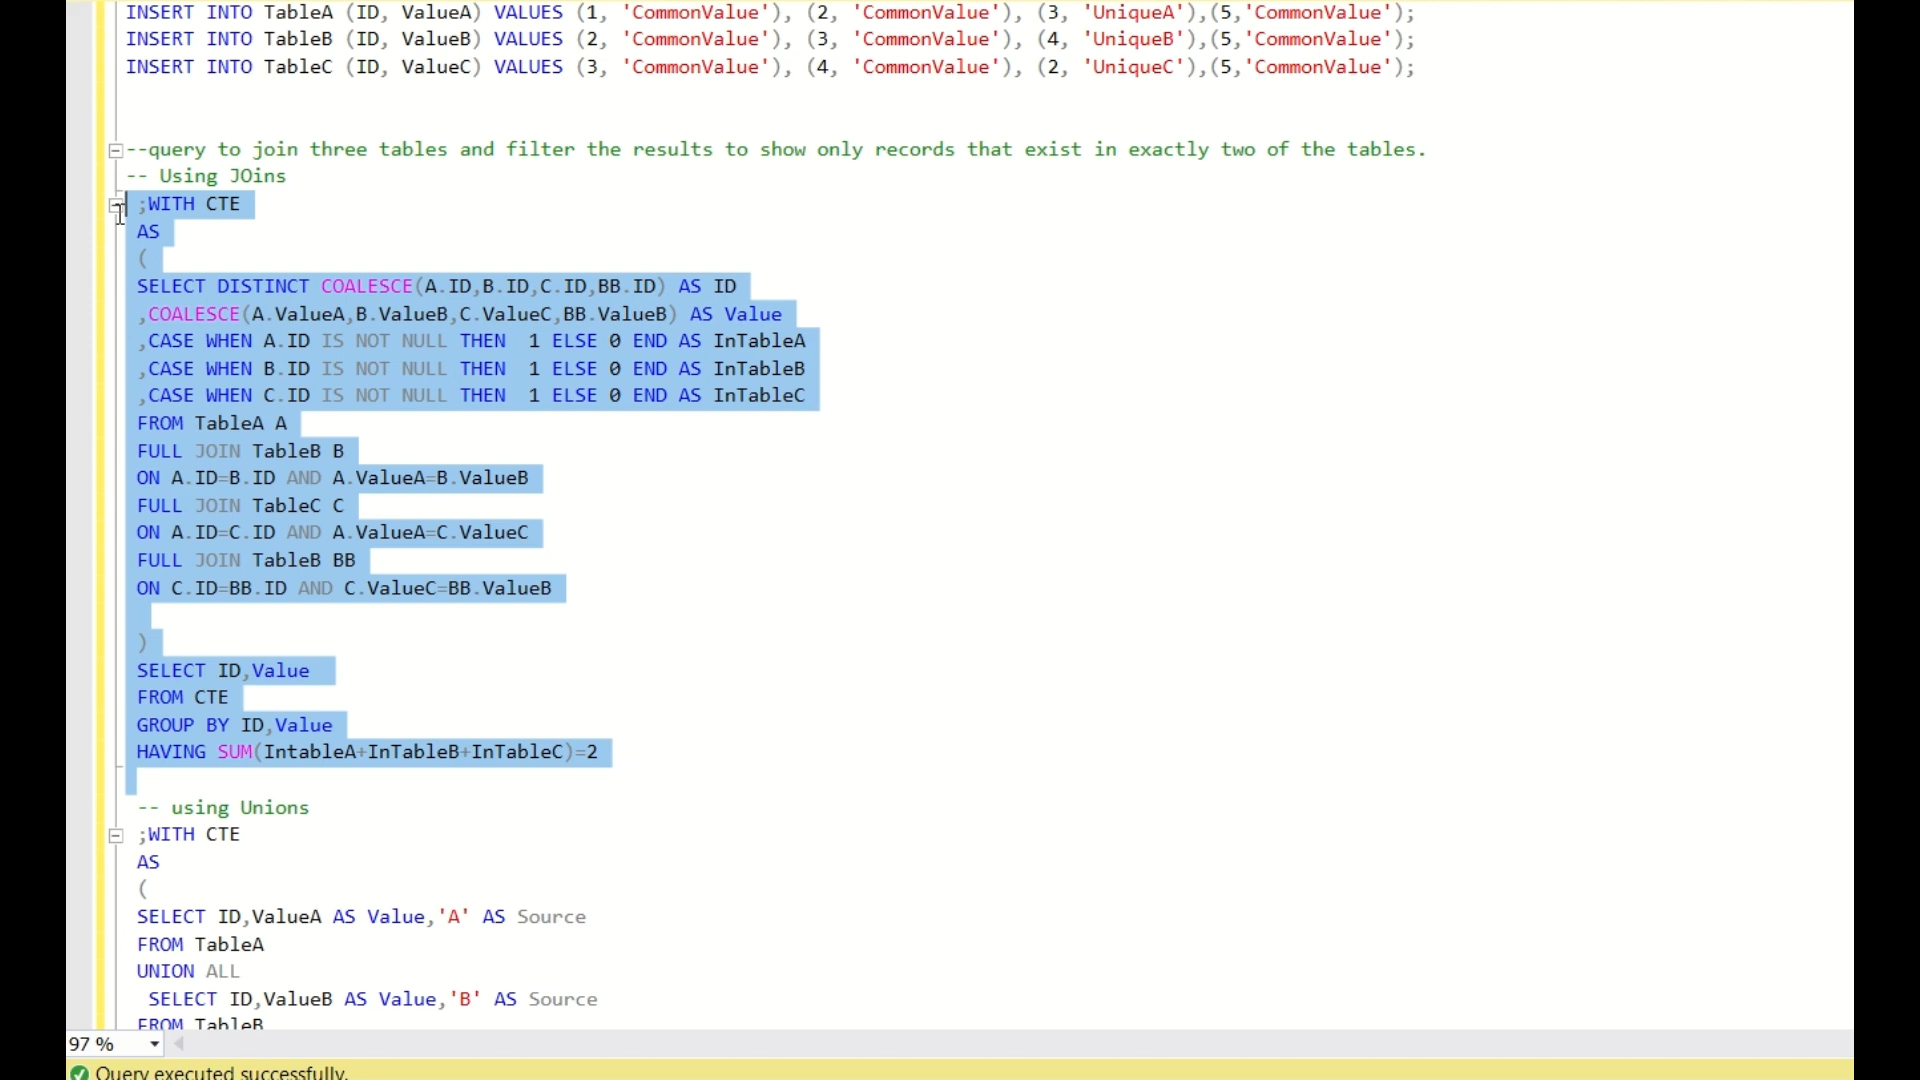 INSERT INTO TableA (ID, ValueA) VALUES (1, 'CommonValue'), (2, 'CommonValue'), (3, 'UniqueA'),(5,'CommonValue');
INSERT INTO TableB (ID, ValueB) VALUES (2, 'CommonValue'), (3, 'CommonValue'), (4, 'UniqueB'),(5,'CommonValue');
INSERT INTO TableC (ID, ValueC) VALUES (3, 'CommonValue'), (4, 'CommonValue'), (2, 'UniqueC'),(5,'CommonValue');
--query to join three tables and filter the results to show only records that exist in exactly two of the tables.
-- Using JOins
;WITH CTE
AS
(
SELECT DISTINCT COALESCE(A.ID,B.ID,C.ID,BB.ID) AS ID
,COALESCE(A.ValueA,B.ValueB,C.ValueC,BB.ValueB) AS Value
,CASE WHEN A.ID IS NOT NULL THEN  1 ELSE 0 END AS InTableA
,CASE WHEN B.ID IS NOT NULL THEN  1 ELSE 0 END AS InTableB
,CASE WHEN C.ID IS NOT NULL THEN  1 ELSE 0 END AS InTableC
FROM TableA A
FULL JOIN TableB B
ON A.ID=B.ID AND A.ValueA=B.ValueB
FULL JOIN TableC C
ON A.ID=C.ID AND A.ValueA=C.ValueC
FULL JOIN TableB BB
ON C.ID=BB.ID AND C.ValueC=BB.ValueB
)
SELECT ID,Value
FROM CTE
GROUP BY ID,Value
HAVING SUM(IntableA+InTableB+InTableC)=2
-- using Unions
;WITH CTE
AS
(
SELECT ID,ValueA AS Value,'A' AS Source
FROM TableA
UNION ALL
SELECT ID,ValueB AS Value,'B' AS Source
FROM TableB
97 %
Query executed successfully.